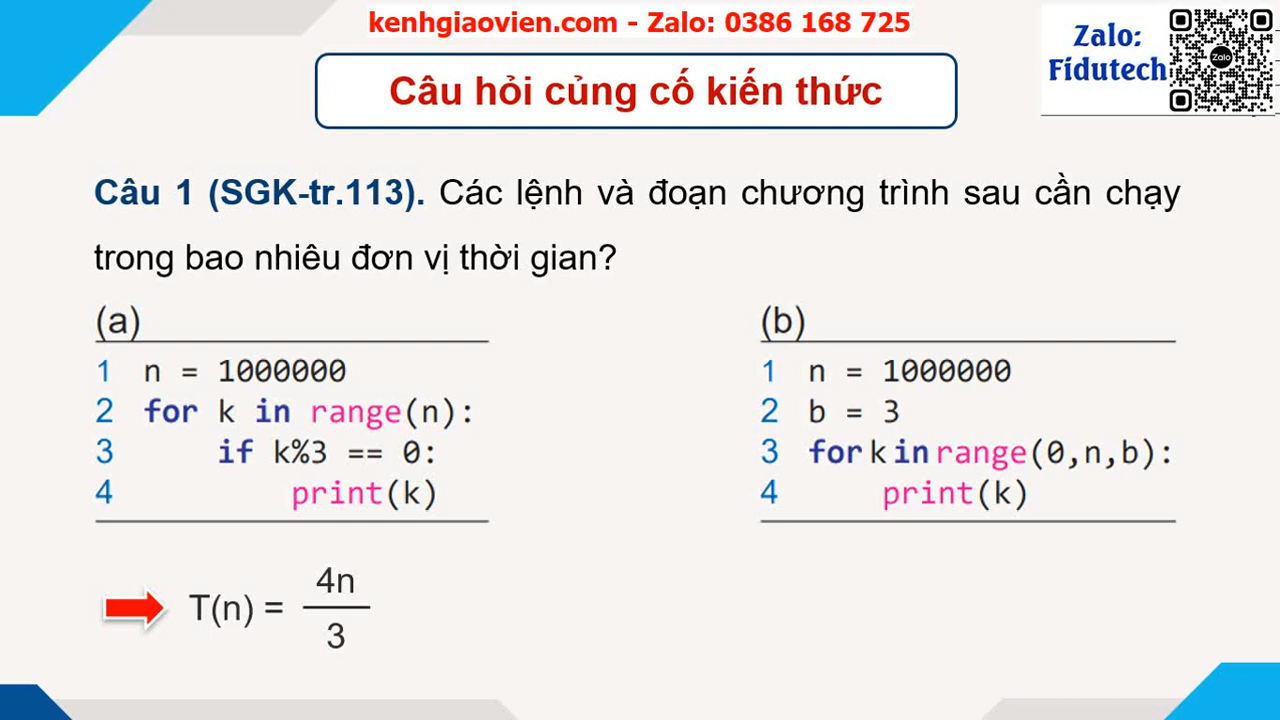 kenhgiaovien.com - Zalo: 0386 168 725
Zalo:
Fidutech
Zalo
Câu hỏi củng cố kiến thức
Câu 1 (SGK-tr.113). Các lệnh và đoạn chương trình sau cần chạy
trong bao nhiêu đơn vị thời gian?
(a)
1 n = 1000000
2 for k in range(n):
3 if k%3 == 0:
4 print(k)
(b)
1 n = 1000000
2 b = 3
3 for k in range(0,n,b):
4 print(k)
T(n) = 4n
3